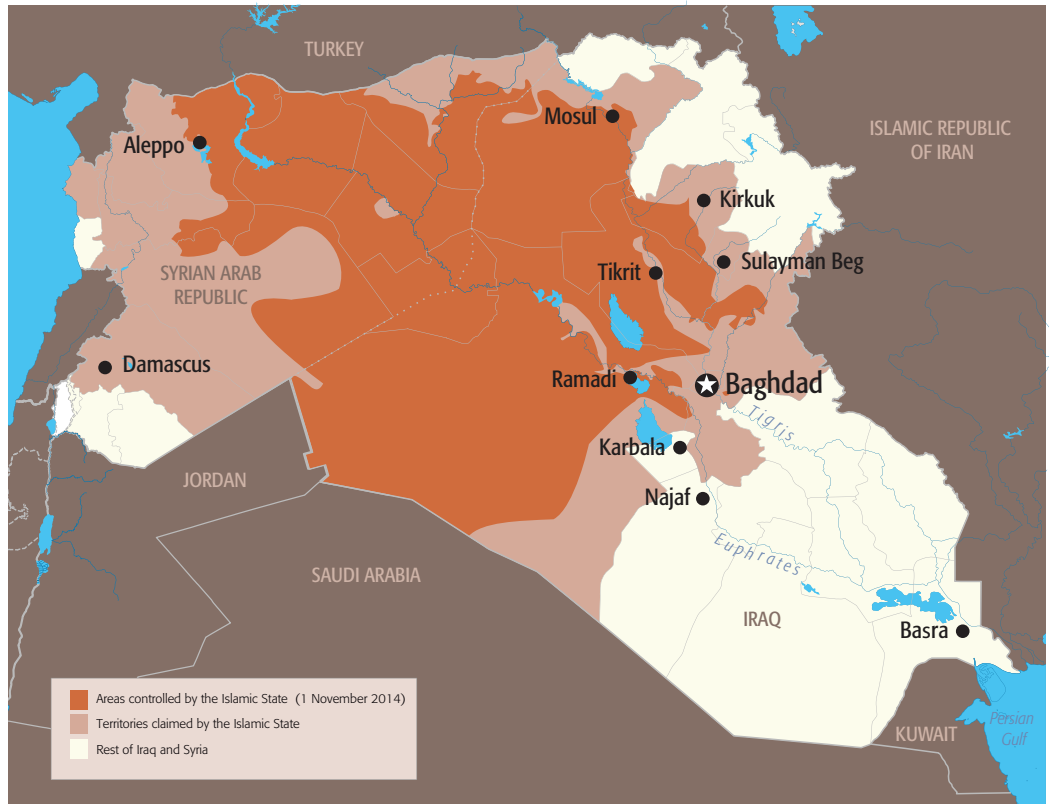 TURKEY
Mosul
Aleppo
ISLAMIC REPUBLIC
OF IRAN
Kirkuk
Sulayman Beg
Tikrit
SYRIAN ARAB
REPUBLIC
Damascus
Ramadi
Baghdad
Tigris
Karbala
JORDAN
Najaf
Euphrates
SAUDI ARABIA
IRAQ
Basra
Areas controlled by the Islamic State (1 November 2014)
Territories claimed by the Islamic State
Rest of Iraq and Syria
KUWAIT
Persian
Gulf